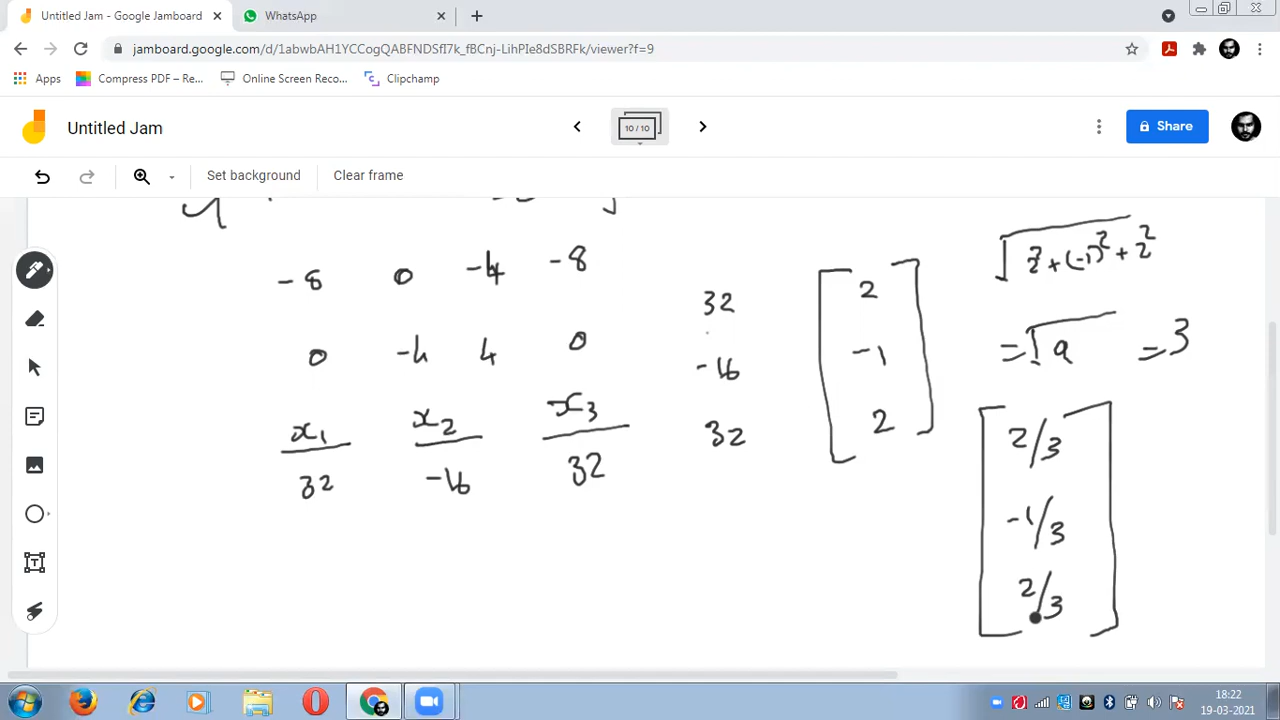 Untitled Jam - Google Jamboard × WhatsApp × +
jamboard.google.com/d/1abwbAH1YCCogQABFNDSfI7k_fBCnj-LihPIe8dSBRFk/viewer?f=9
Apps Compress PDF – Re... Online Screen Reco... Clipchamp
Untitled Jam 10 / 10 Share
Set background Clear frame
-8 0 -4 -8
0 -4 4 0
x₁ x₂ x₃
32 -16 32
32
-16
32
2
-1
2
√2²+(-1)²+2²
=√9 =3
2/3
-1/3
2/3
18:22
19-03-2021